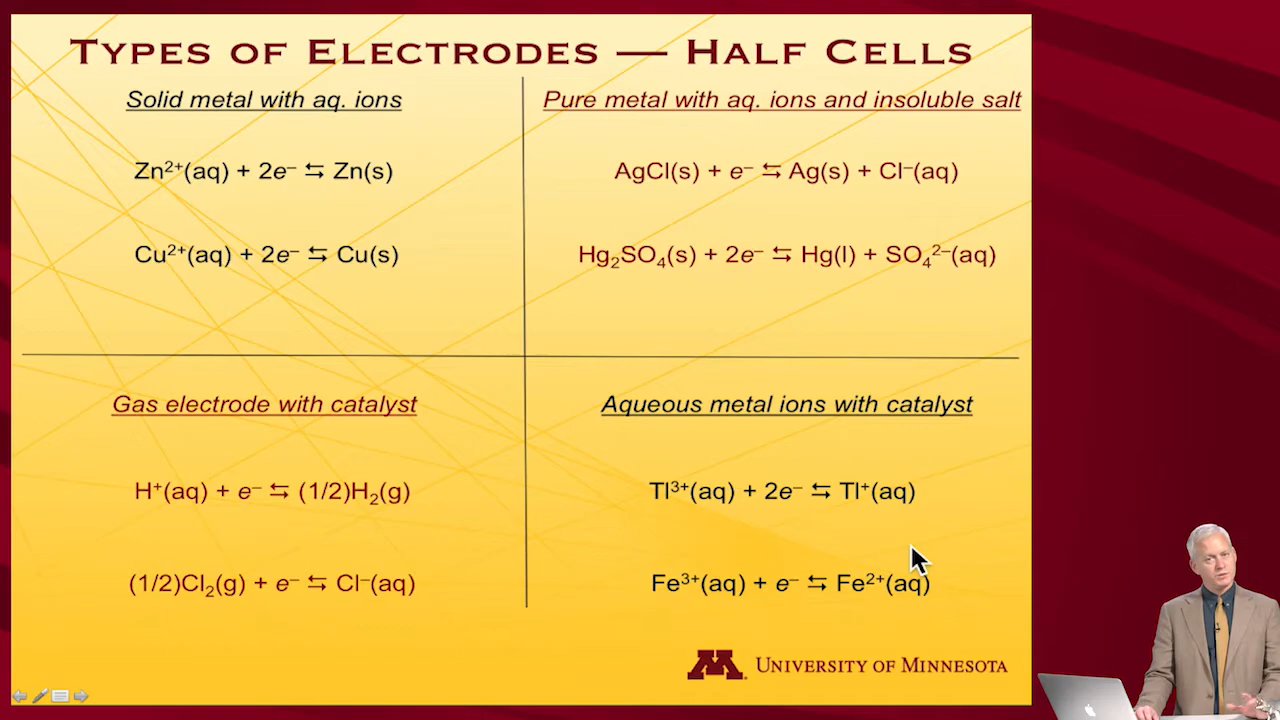 TYPES OF ELECTRODES — HALF CELLS
Solid metal with aq. ions
Zn²⁺(aq) + 2e⁻ ⇆ Zn(s)
Cu²⁺(aq) + 2e⁻ ⇆ Cu(s)
Pure metal with aq. ions and insoluble salt
AgCl(s) + e⁻ ⇆ Ag(s) + Cl⁻(aq)
Hg₂SO₄(s) + 2e⁻ ⇆ Hg(l) + SO₄²⁻(aq)
Gas electrode with catalyst
H⁺(aq) + e⁻ ⇆ (1/2)H₂(g)
(1/2)Cl₂(g) + e⁻ ⇆ Cl⁻(aq)
Aqueous metal ions with catalyst
Tl³⁺(aq) + 2e⁻ ⇆ Tl⁺(aq)
Fe³⁺(aq) + e⁻ ⇆ Fe²⁺(aq)
M UNIVERSITY OF MINNESOTA